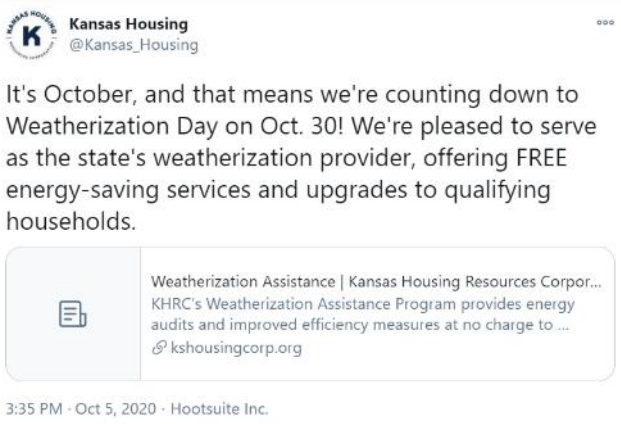 KANSAS HOUSING
K
Kansas Housing
@Kansas_Housing
It's October, and that means we're counting down to
Weatherization Day on Oct. 30! We're pleased to serve
as the state's weatherization provider, offering FREE
energy-saving services and upgrades to qualifying
households.
Weatherization Assistance | Kansas Housing Resources Corpor...
KHRC's Weatherization Assistance Program provides energy
audits and improved efficiency measures at no charge to ...
kshousingcorp.org
3:35 PM · Oct 5, 2020 · Hootsuite Inc.